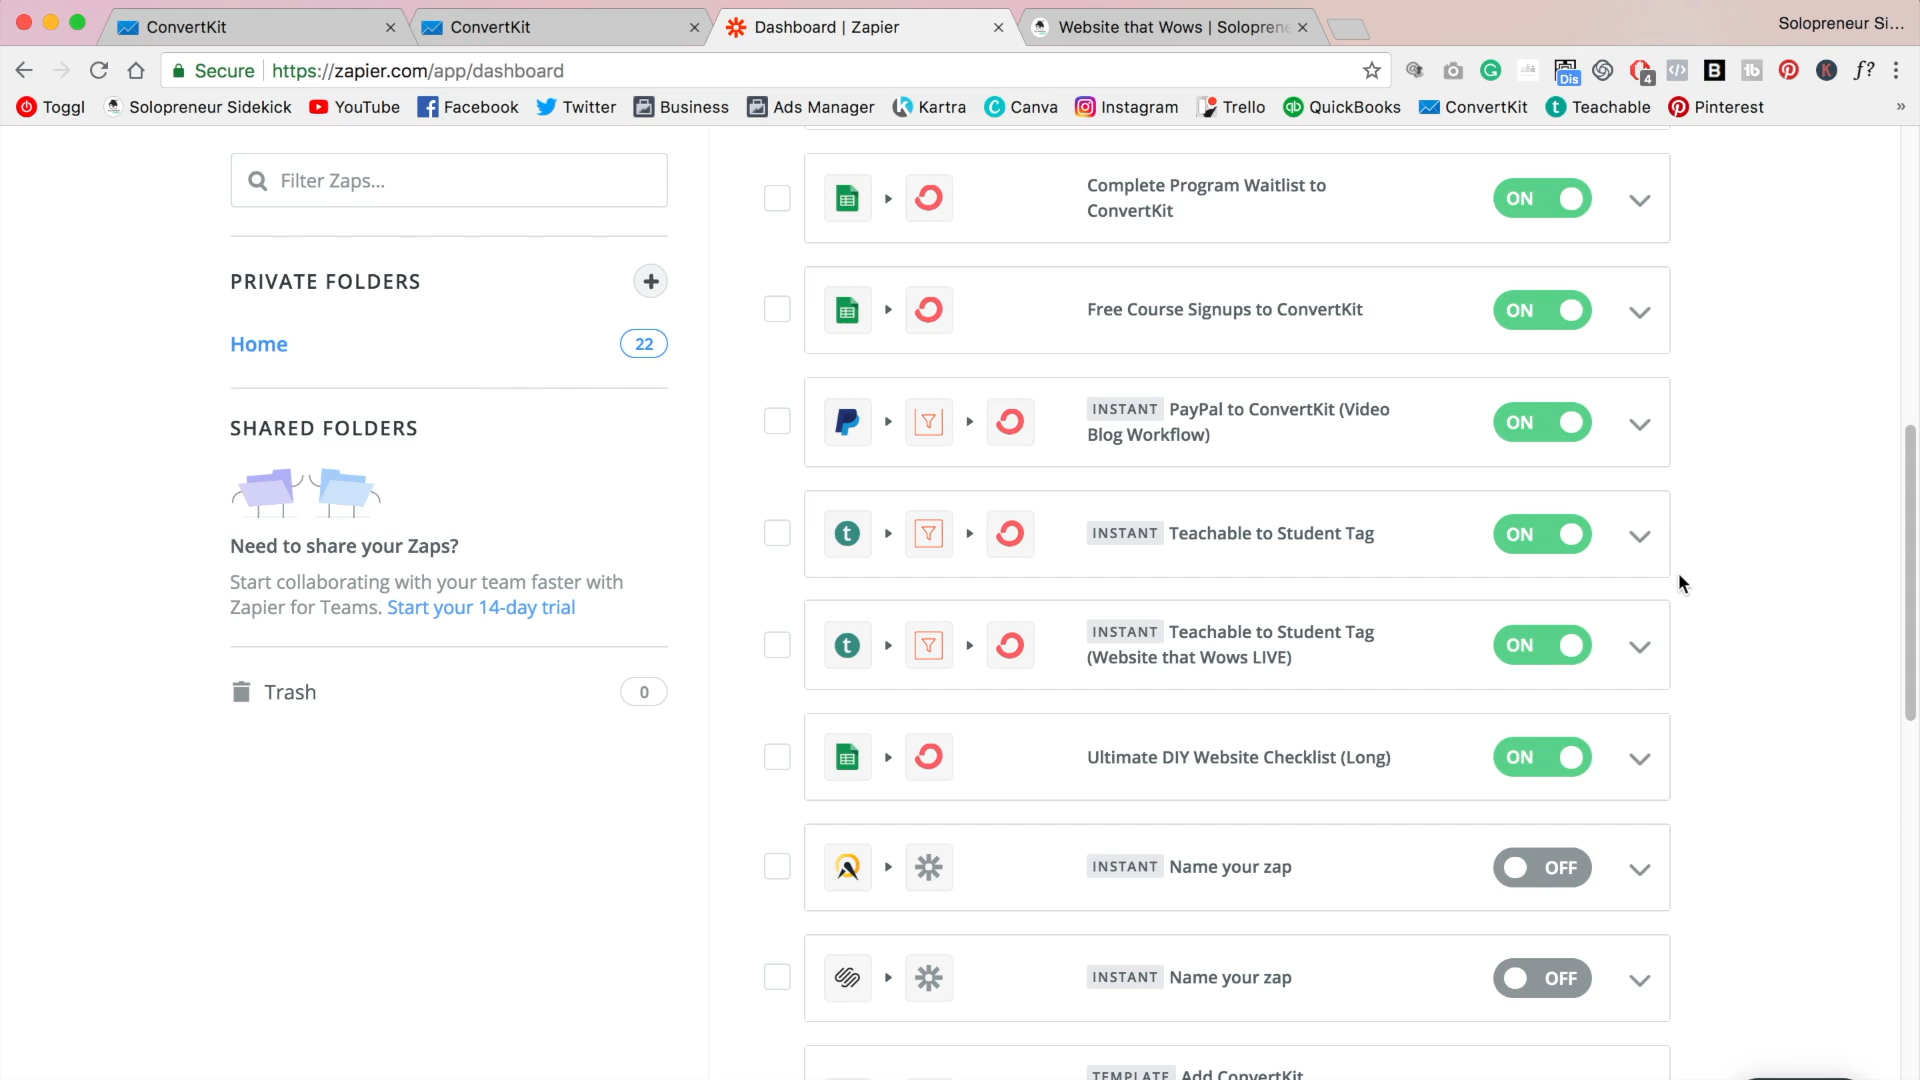 ConvertKit
ConvertKit
Dashboard | Zapier
Website that Wows | Soloprene
Solopreneur Si...
Secure
https://zapier.com/app/dashboard
Dis
4
B
tb
K
f?
Toggl
Solopreneur Sidekick
YouTube
Facebook
Twitter
Business
Ads Manager
Kartra
Canva
Instagram
Trello
QuickBooks
ConvertKit
Teachable
Pinterest
»
Filter Zaps...
PRIVATE FOLDERS
Home
22
SHARED FOLDERS
Need to share your Zaps?
Start collaborating with your team faster with
Zapier for Teams. Start your 14-day trial
Trash
0
Complete Program Waitlist to
ConvertKit
ON
Free Course Signups to ConvertKit
ON
INSTANT PayPal to ConvertKit (Video
Blog Workflow)
ON
INSTANT Teachable to Student Tag
ON
INSTANT Teachable to Student Tag
(Website that Wows LIVE)
ON
Ultimate DIY Website Checklist (Long)
ON
INSTANT Name your zap
OFF
INSTANT Name your zap
OFF
TEMPLATE Add ConvertKit